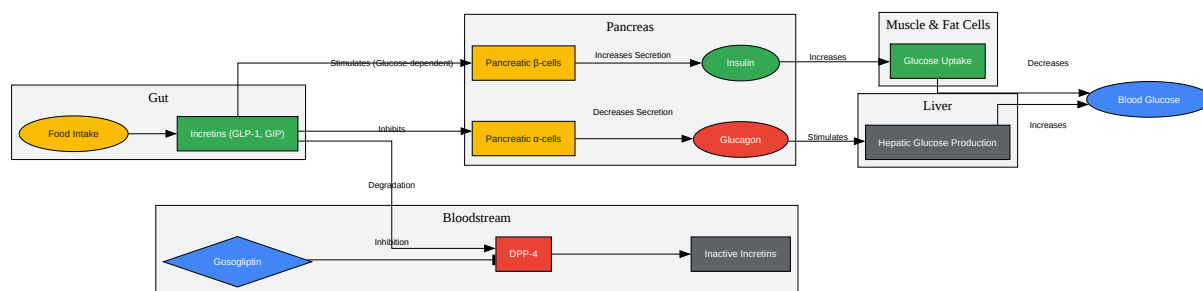 Pancreas
Muscle & Fat Cells
Stimulates (Glucose-dependent)
Pancreatic β-cells
Increases Secretion
Insulin
Increases
Glucose Uptake
Decreases
Gut
Food Intake
Incretins (GLP-1, GIP)
Inhibits
Pancreatic α-cells
Decreases Secretion
Glucagon
Stimulates
Liver
Hepatic Glucose Production
Increases
Blood Glucose
Degradation
Bloodstream
Gosogliptin
Inhibition
DPP-4
Inactive Incretins